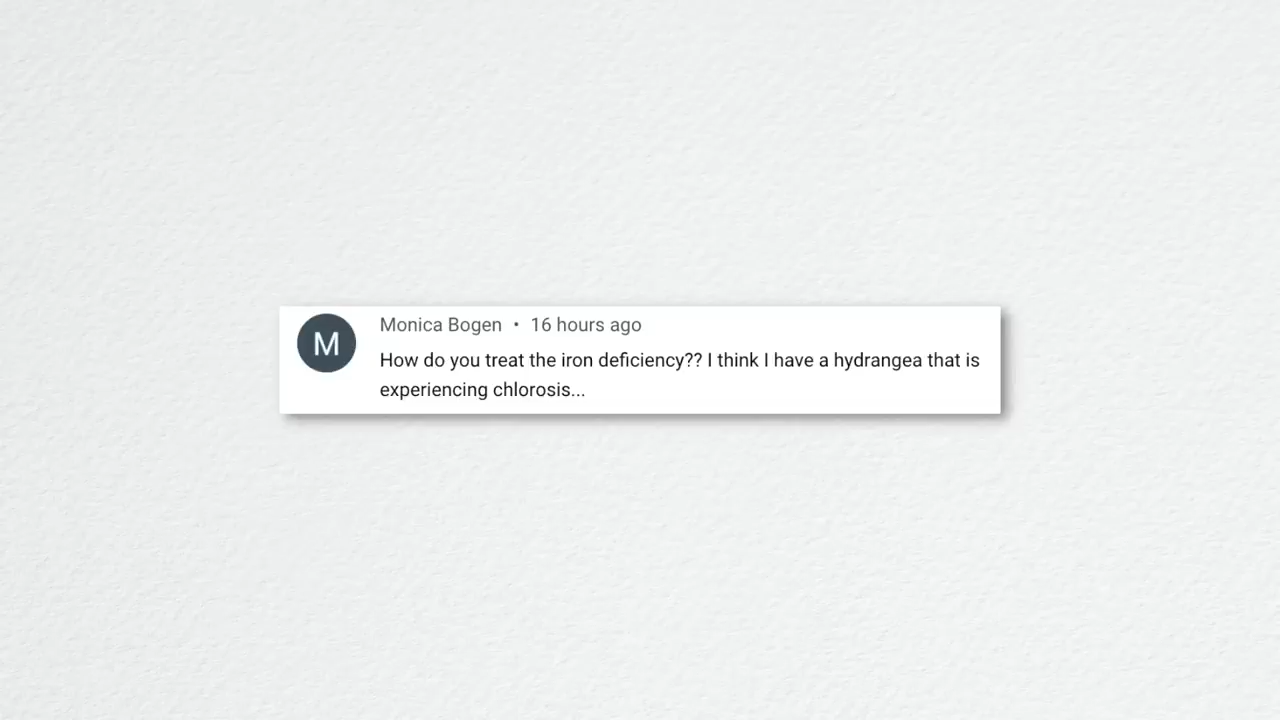 M
Monica Bogen • 16 hours ago
How do you treat the iron deficiency?? I think I have a hydrangea that is
experiencing chlorosis...